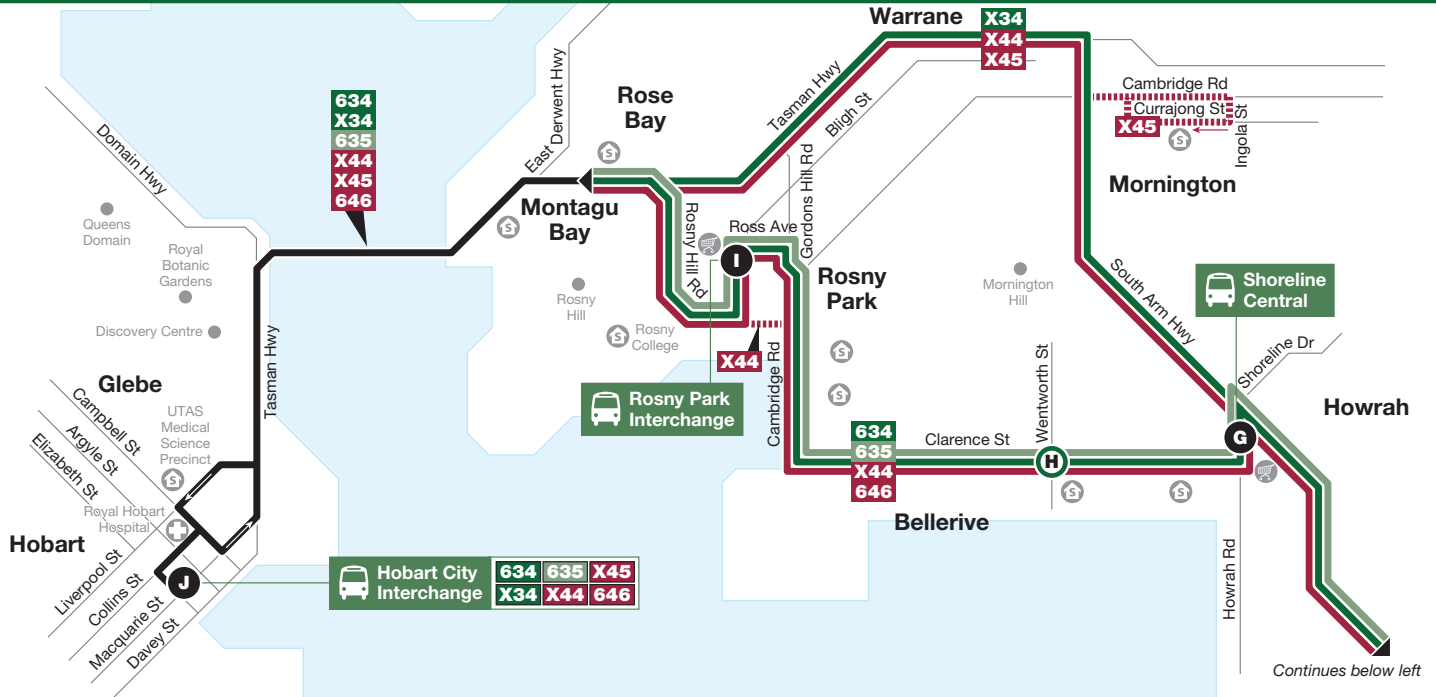 Warrane
X34
X44
X45
634
X34
635
X44
X45
646
Domain Hwy
East
Derwent Hwy
Rose
Bay
Tasman Hwy
Bligh St
Gordons Hill Rd
Cambridge Rd
Currajong St
X45
Ingola St
Mornington
Queens
Domain
Royal
Botanic
Gardens
Discovery Centre
Tasman Hwy
Montagu
Bay
Rosny Hill Rd
Ross Ave
I
Rosny
Hill
Rosny
College
Rosny
Park
Mornington
Hill
South Arm Hwy
Shoreline
Central
Shoreline Dr
Howrah
X44
Rosny Park
Interchange
Cambridge Rd
634
635
X44
646
Clarence St
Wentworth St
H
G
Bellerive
Howrah Rd
Glebe
UTAS
Medical
Science
Precinct
Campbell St
Argyle St
Elizabeth St
Royal Hobart
Hospital
Hobart
Liverpool St
Collins St
Macquarie St
Davey St
J
Hobart City
Interchange
634 635 X45
X34 X44 646
Continues below left
S
S
S
S
S
S
S
S
S